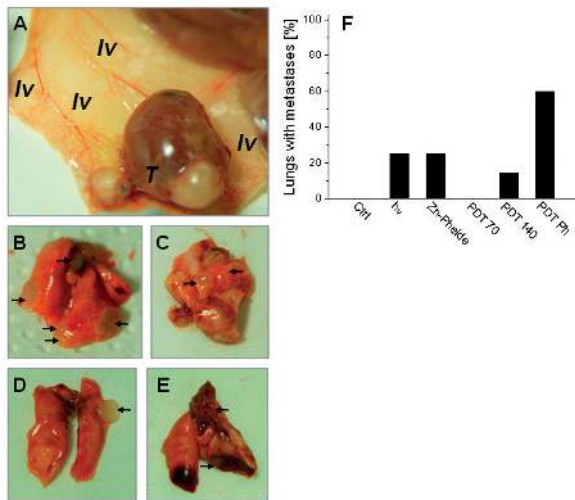 A
lv
lv
lv
lv
T
B
C
D
E
F
Lungs with metastases [%]
100
80
60
40
20
0
Ctrl
hν
Zn-Pheide
PDT 70
PDT 140
PDT Ph